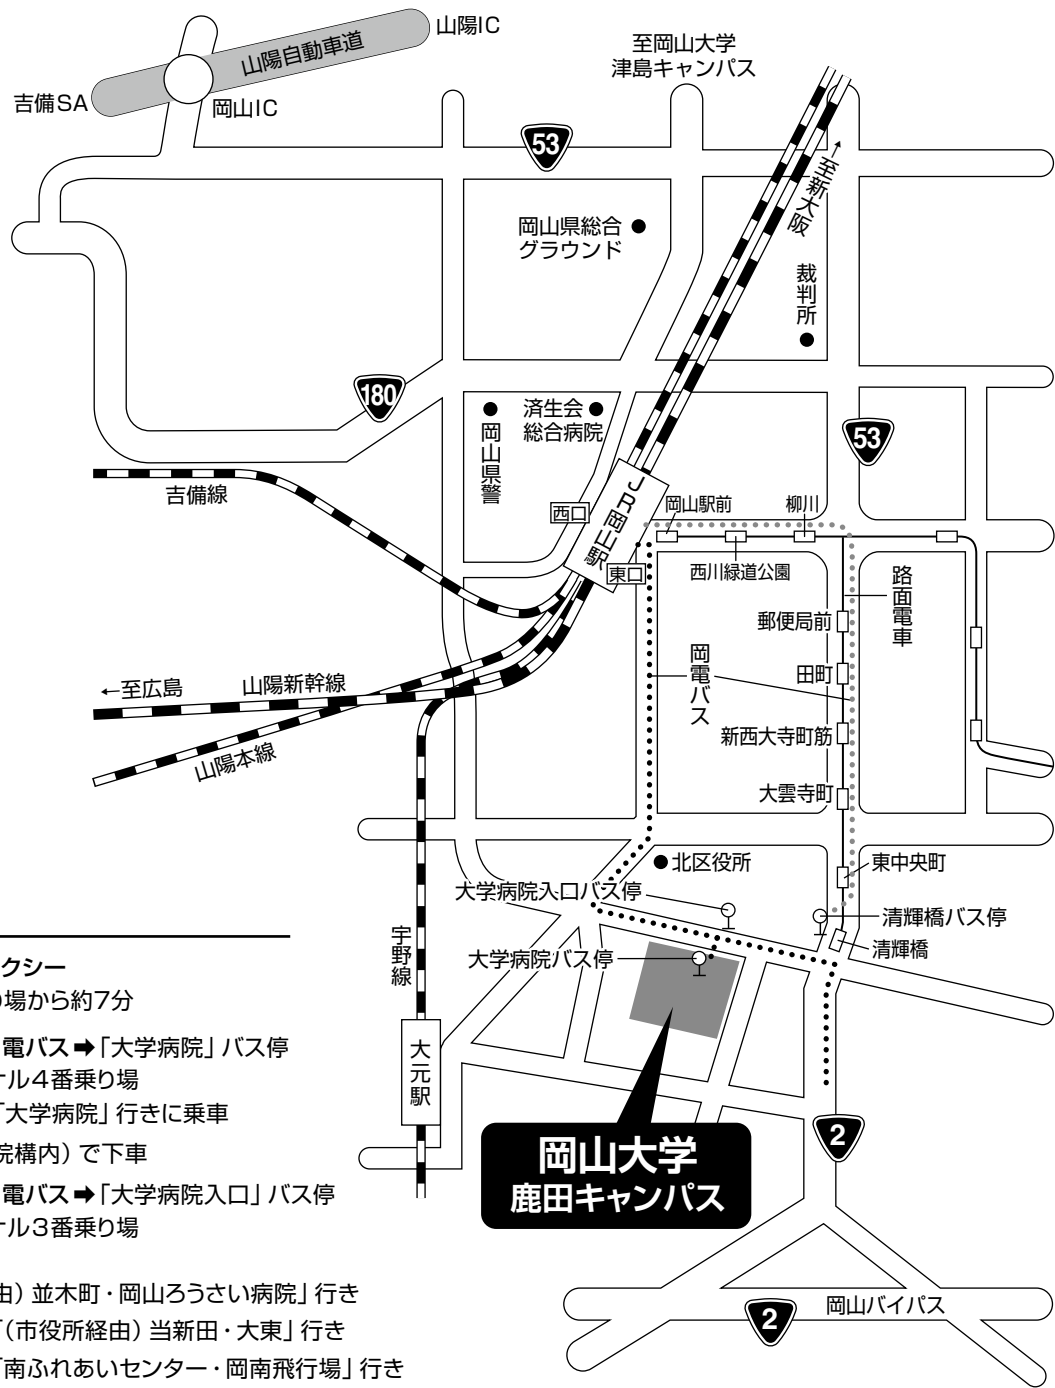 山陽IC
山陽自動車道
吉備SA
岡山IC
至岡山大学
津島キャンパス
53
至新大阪→
岡山県総合
グラウンド
裁判所
180
岡山県警
済生会
総合病院
53
吉備線
西口
JR岡山駅
東口
岡山駅前
柳川
西川緑道公園
路面電車
郵便局前
岡電バス
田町
新西大寺町筋
大雲寺町
←至広島
山陽新幹線
山陽本線
北区役所
東中央町
大学病院入口バス停
清輝橋バス停
清輝橋
大学病院バス停
宇野線
大元駅
岡山大学
鹿田キャンパス
2
岡山バイパス
2
クシー
場から約7分
電バス➡「大学病院」バス停
ナル4番乗り場
「大学病院」行きに乗車
院構内）で下車
電バス➡「大学病院入口」バス停
ナル3番乗り場
由）並木町・岡山ろうさい病院」行き
「（市役所経由）当新田・大東」行き
「南ふれあいセンター・岡南飛行場」行き